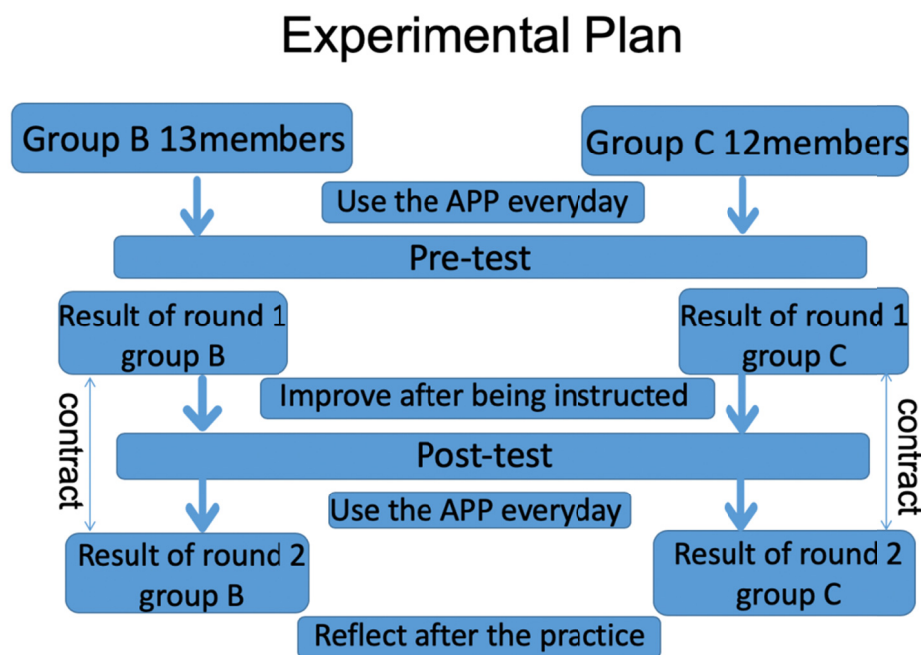 Experimental Plan
Group B 13members
Group C 12members
Use the APP everyday
Pre-test
Result of round 1
group B
Result of round 1
group C
Improve after being instructed
contract
contract
Post-test
Use the APP everyday
Result of round 2
group B
Result of round 2
group C
Reflect after the practice